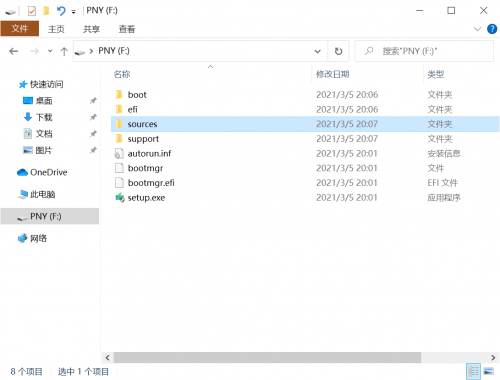 PNY (F:)
文件 主页 共享 查看
PNY (F:) 搜索"PNY (F:)"
名称 修改日期 类型
快速访问
桌面
下载
文档
图片
OneDrive
此电脑
PNY (F:)
网络
boot 2021/3/5 20:06 文件夹
efi 2021/3/5 20:06 文件夹
sources 2021/3/5 20:07 文件夹
support 2021/3/5 20:07 文件夹
autorun.inf 2021/3/5 20:01 安装信息
bootmgr 2021/3/5 20:01 文件
bootmgr.efi 2021/3/5 20:01 EFI 文件
setup.exe 2021/3/5 20:01 应用程序
8 个项目 选中 1 个项目